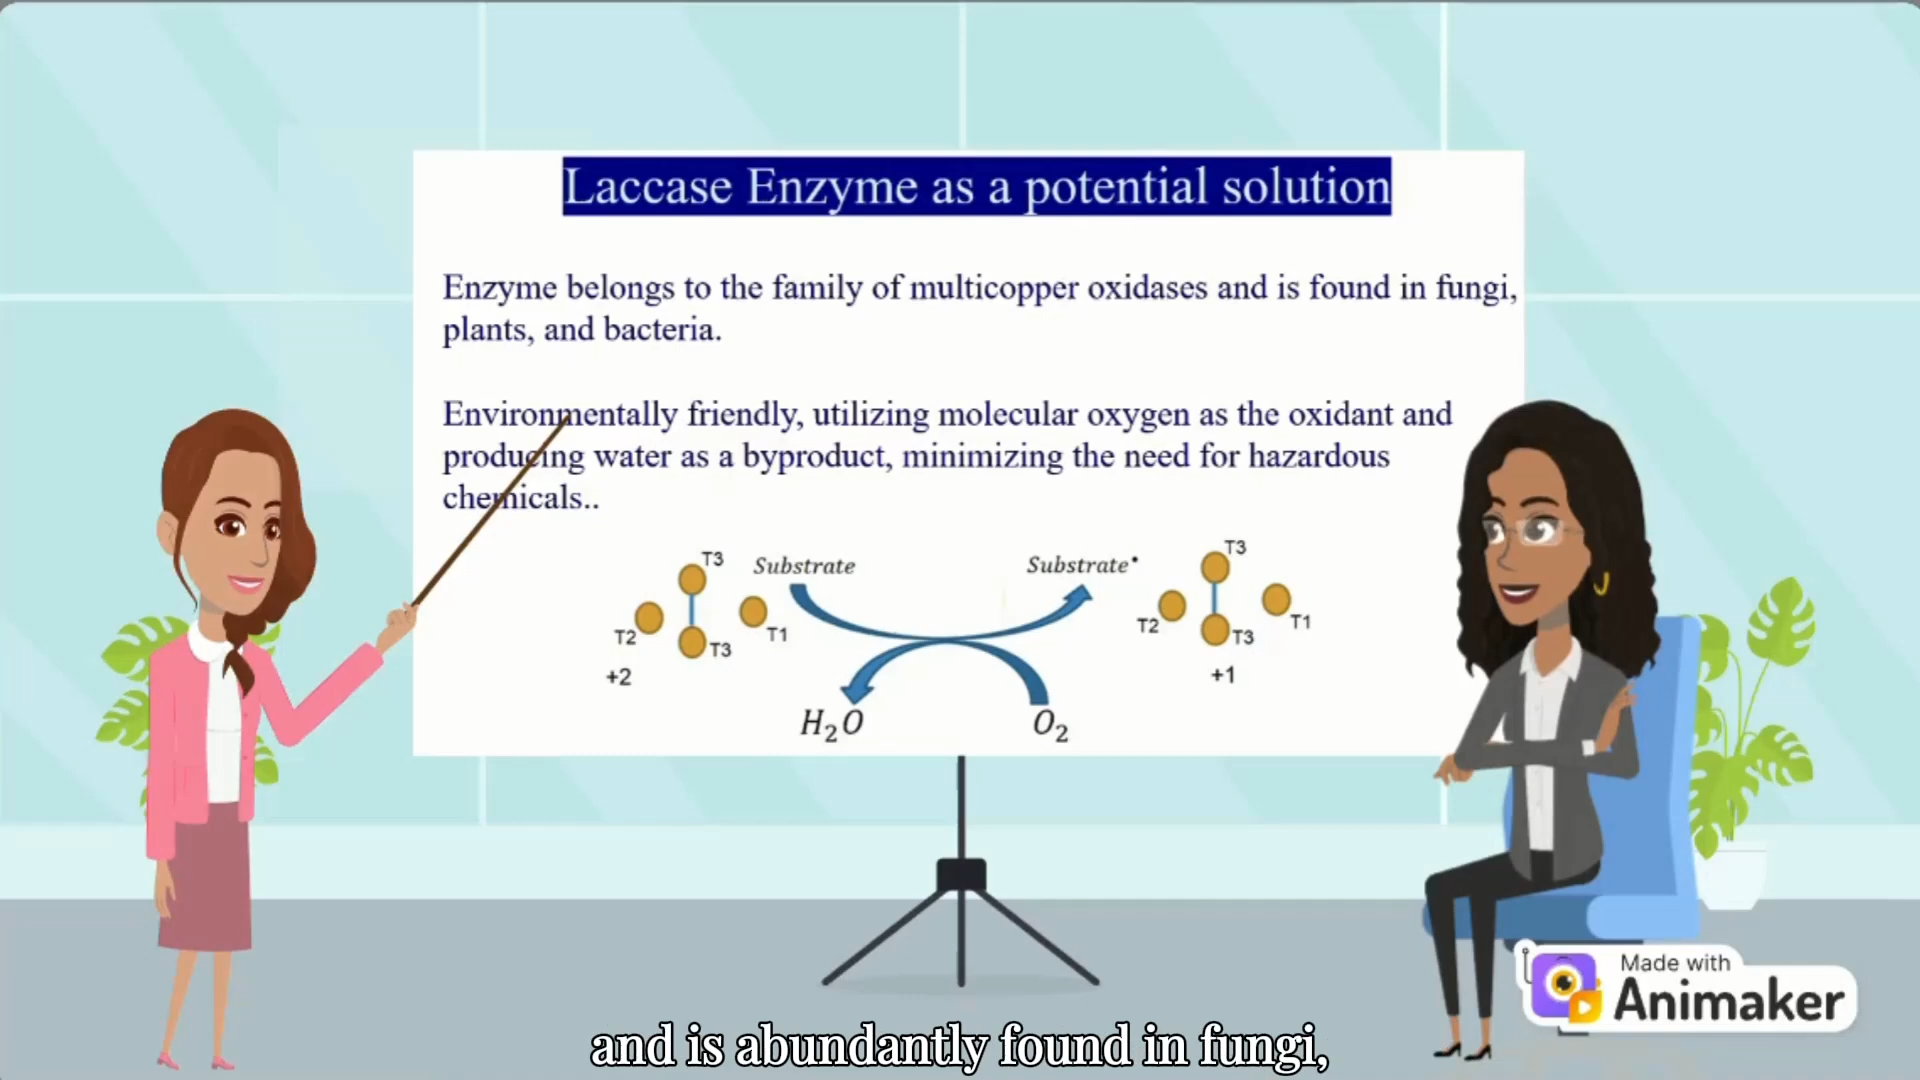 Laccase Enzyme as a potential solution
Enzyme belongs to the family of multicopper oxidases and is found in fungi,
plants, and bacteria.
Environmentally friendly, utilizing molecular oxygen as the oxidant and
producing water as a byproduct, minimizing the need for hazardous
chemicals..
T3 Substrate Substrate• T3
T2 T1 T2 T1
T3 T3
+2 +1
H₂O O₂
Made with
Animaker
and is abundantly found in fungi,